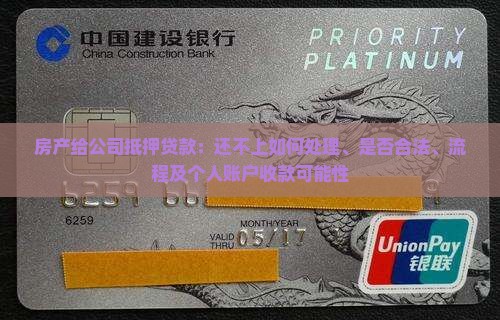 中国建设银行
China Construction Bank
PRIORITY
PLATINUM
房产给公司抵押贷款：还不上如何处理、是否合法、流
程及个人账户收款可能性
6259
6259
MONTH/YEAR
VALID
THRU
05/17
UnionPay
银联